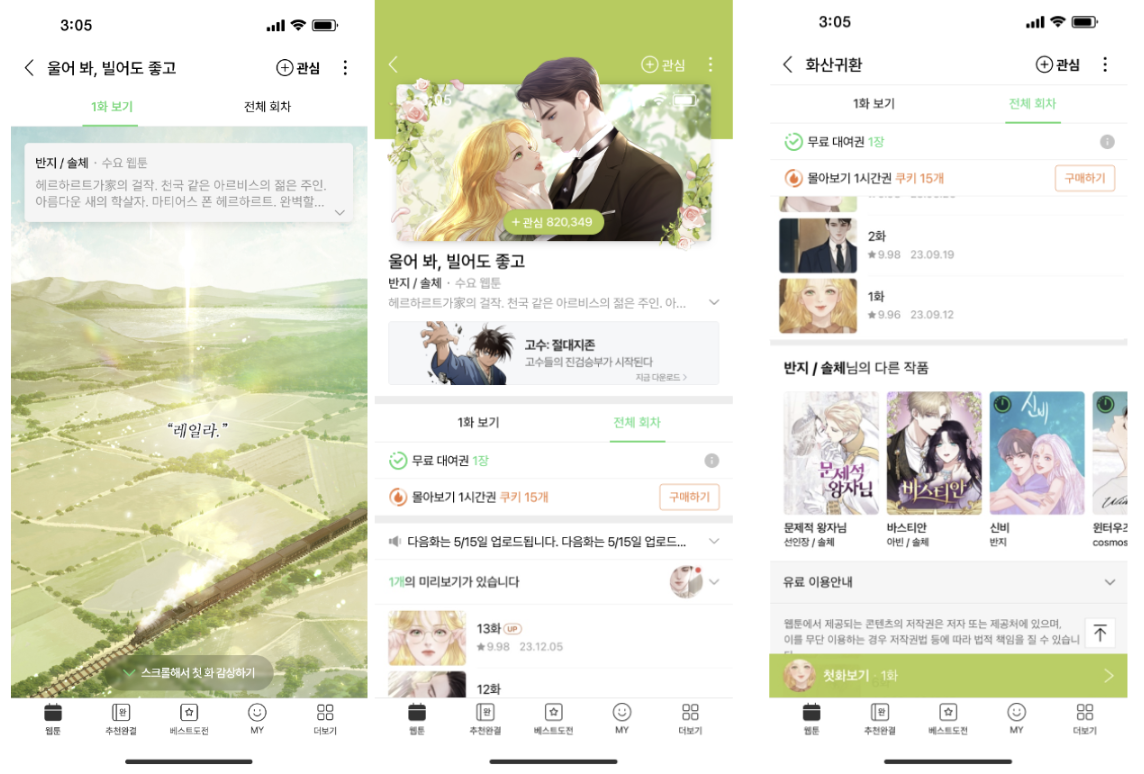 3:05
울어 봐, 빌어도 좋고
관심
1화 보기
전체 회차
반지 / 솔체 · 수요 웹툰
헤르하르트가家의 걸작. 천국 같은 아르비스의 젊은 주인.
아름다운 새의 학살자. 마티어스 폰 헤르하르트. 완벽할...
“레일라.”
스크롤해서 첫 화 감상하기
웹툰
추천완결
베스트도전
MY
더보기
관심
3:05
+ 관심 820,349
울어 봐, 빌어도 좋고
반지 / 솔체 · 수요 웹툰
헤르하르트가家의 걸작. 천국 같은 아르비스의 젊은 주인. 아...
고수: 절대지존
고수들의 진검승부가 시작된다
지금 다운로드 >
1화 보기
전체 회차
무료 대여권 1장
몰아보기 1시간권 쿠키 15개
구매하기
다음화는 5/15일 업로드됩니다. 다음화는 5/15일 업로드...
1개의 미리보기가 있습니다
13화 UP
★9.98 23.12.05
12화
웹툰
추천완결
베스트도전
MY
더보기
3:05
화산귀환
관심
1화 보기
전체 회차
무료 대여권 1장
몰아보기 1시간권 쿠키 15개
구매하기
2화
★9.98 23.09.19
1화
★9.96 23.09.12
반지 / 솔체님의 다른 작품
문제적 왕자님
바스티안
신비
문제적 왕자님
선인장 / 솔체
바스티안
아빈 / 솔체
신비
반지
윈터우즈
cosmos
유료 이용안내
웹툰에서 제공되는 콘텐츠의 저작권은 저자 또는 제공처에 있으며,
이를 무단 이용하는 경우 저작권법 등에 따라 법적 책임을 질 수 있습니
첫화보기 · 1화
웹툰
추천완결
베스트도전
MY
더보기